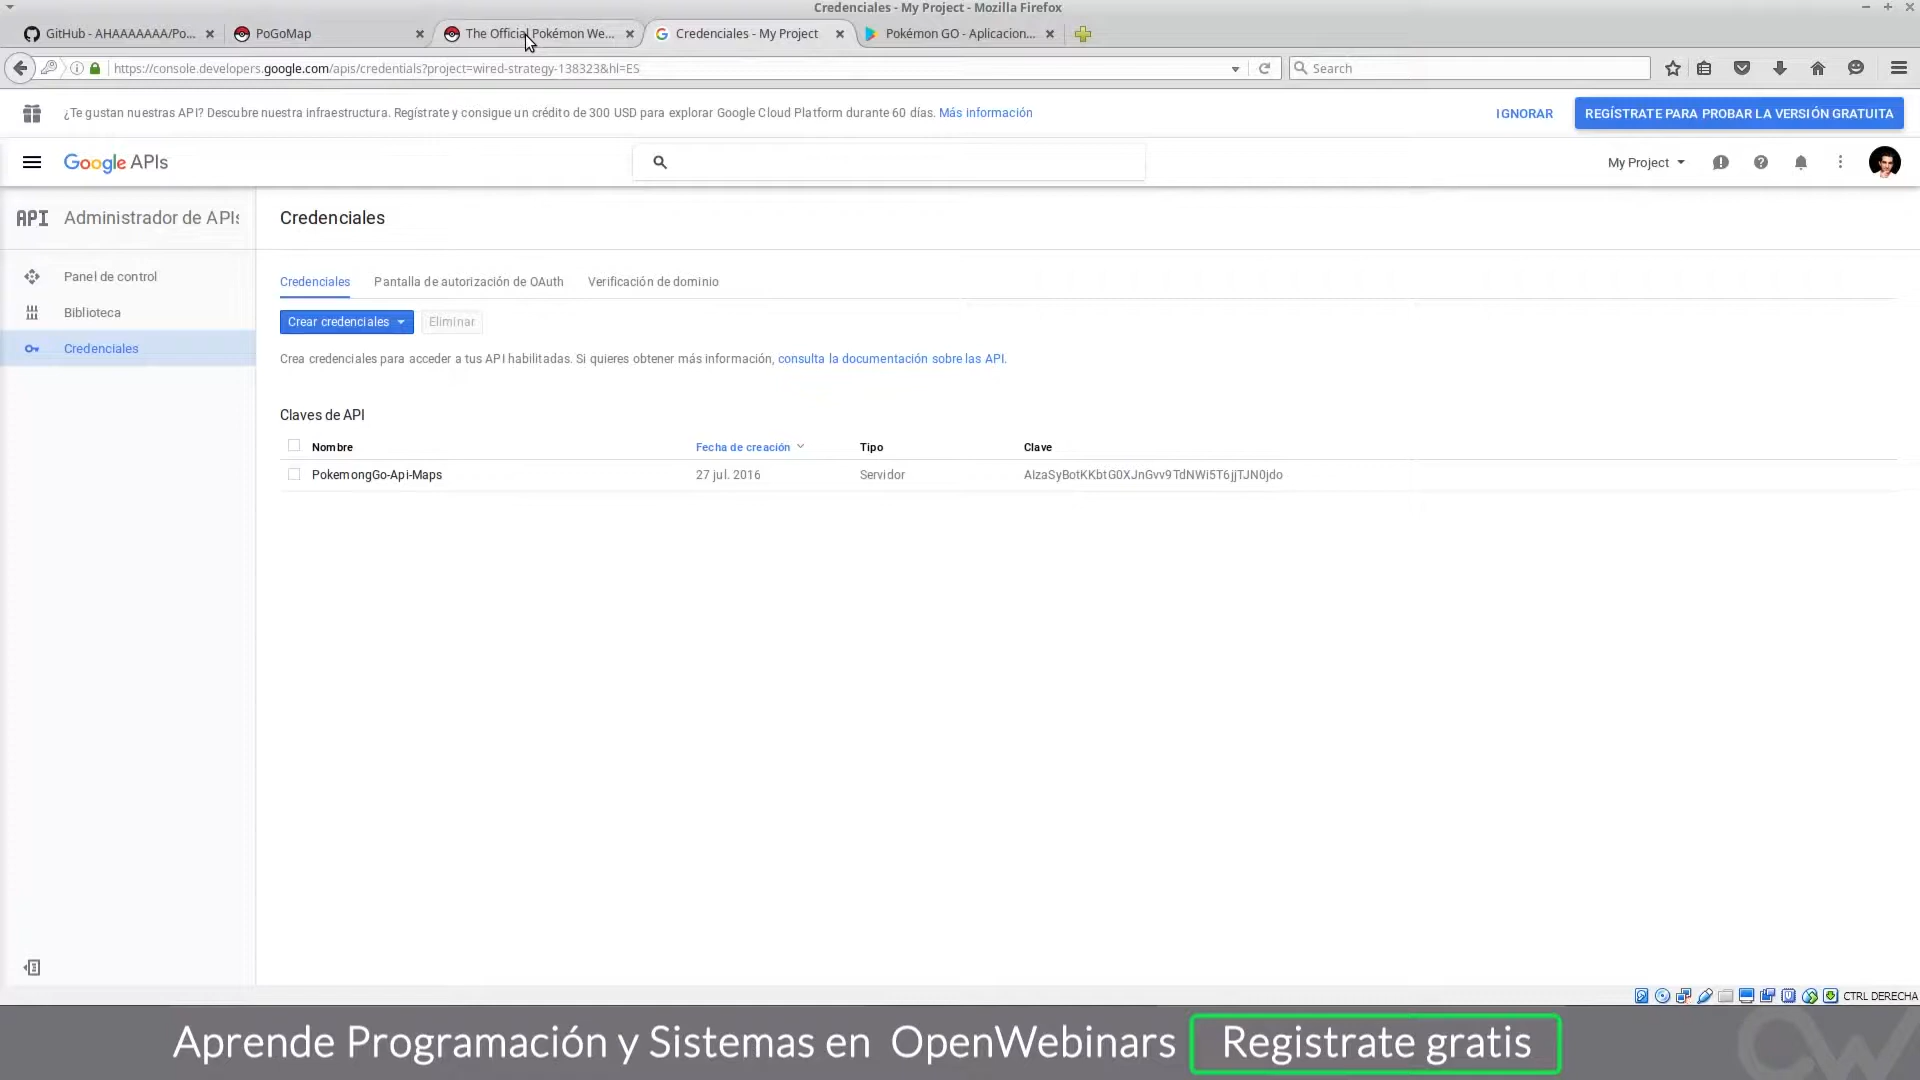 Credenciales - My Project - Mozilla Firefox
GitHub - AHAAAAAAA/Po...
PoGoMap
The Official Pokémon We...
Credenciales - My Project
Pokémon GO - Aplicacion...
https://console.developers.google.com/apis/credentials?project=wired-strategy-138323&hl=ES
Search
¿Te gustan nuestras API? Descubre nuestra infraestructura. Regístrate y consigue un crédito de 300 USD para explorar Google Cloud Platform durante 60 días. Más información
IGNORAR
REGÍSTRATE PARA PROBAR LA VERSIÓN GRATUITA
Google APIs
My Project
API Administrador de APIs
Credenciales
Panel de control
Biblioteca
Credenciales
Credenciales
Pantalla de autorización de OAuth
Verificación de dominio
Crear credenciales
Eliminar
Crea credenciales para acceder a tus API habilitadas. Si quieres obtener más información, consulta la documentación sobre las API.
Claves de API
Nombre
Fecha de creación
Tipo
Clave
PokemongGo-Api-Maps
27 jul. 2016
Servidor
AIzaSyBotKKbtG0XJnGvv9TdNWi5T6jjTJN0jdo
CTRL DERECHA
Aprende Programación y Sistemas en OpenWebinars
Registrate gratis